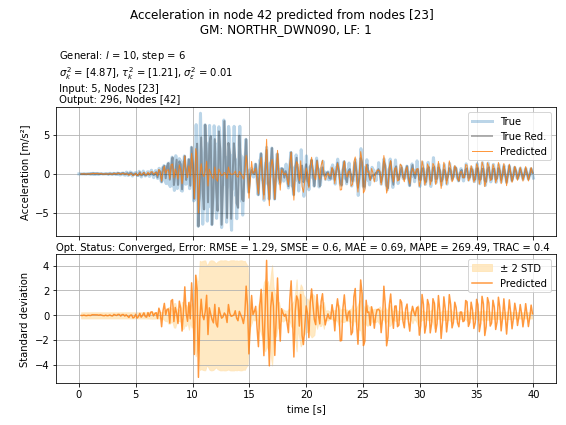 Acceleration in node 42 predicted from nodes [23]
GM: NORTHR_DWN090, LF: 1
General: l = 10, step = 6
σ²ₖ = [4.87], τ²ₖ = [1.21], σ²ε = 0.01
Input: 5, Nodes [23]
Output: 296, Nodes [42]
True
True Red.
Predicted
5
0
−5
Acceleration [m/s²]
Opt. Status: Converged, Error: RMSE = 1.29, SMSE = 0.6, MAE = 0.69, MAPE = 269.49, TRAC = 0.4
± 2 STD
Predicted
4
2
0
−2
−4
Standard deviation
0 5 10 15 20 25 30 35 40
time [s]